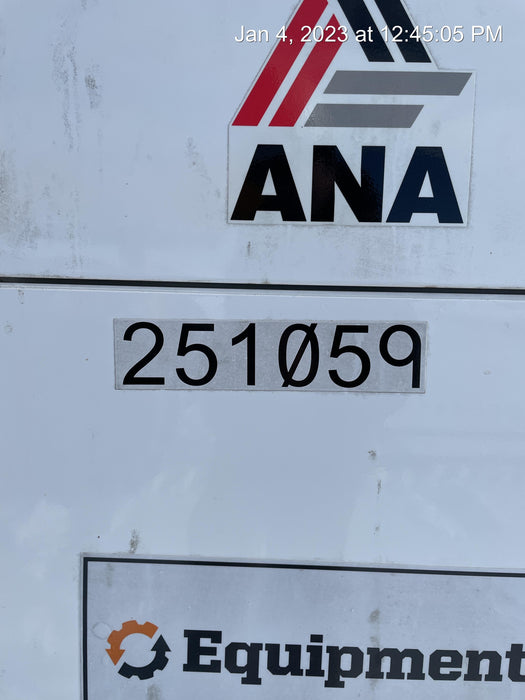 Jan 4, 2023 at 12:45:05 PM
ANA
251Ø59
Equipment